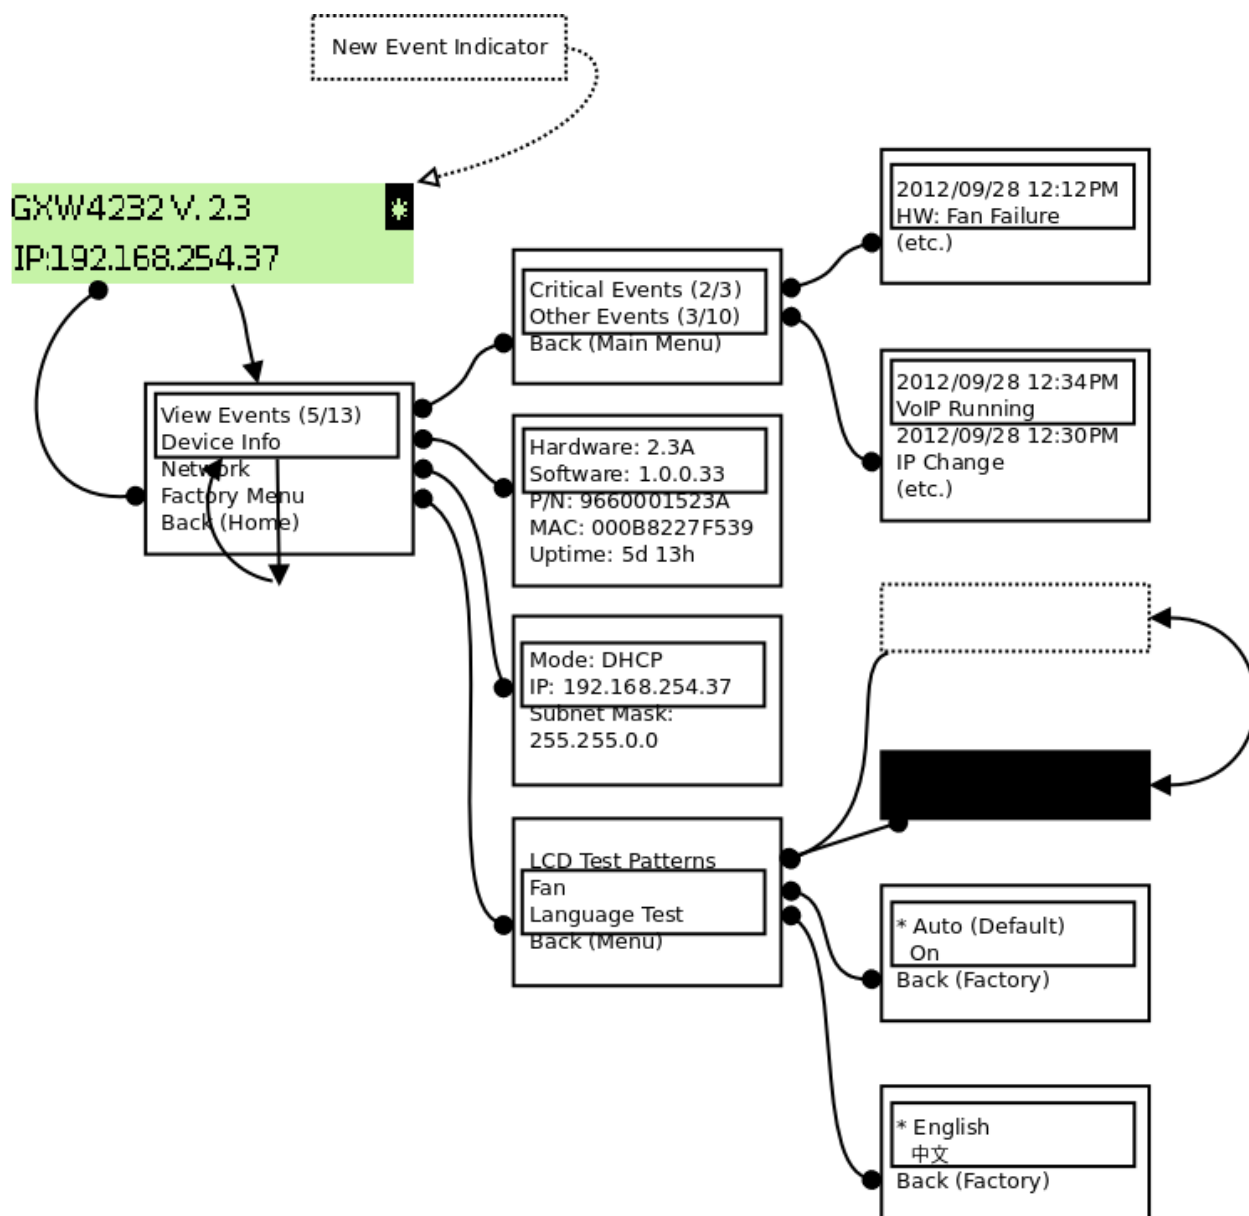 New Event Indicator
GXW4232 V. 2.3 *
IP:192.168.254.37
View Events (5/13)
Device Info
Network
Factory Menu
Back (Home)
Critical Events (2/3)
Other Events (3/10)
Back (Main Menu)
2012/09/28 12:12PM
HW: Fan Failure
(etc.)
2012/09/28 12:34PM
VoIP Running
2012/09/28 12:30PM
IP Change
(etc.)
Hardware: 2.3A
Software: 1.0.0.33
P/N: 9660001523A
MAC: 000B8227F539
Uptime: 5d 13h
Mode: DHCP
IP: 192.168.254.37
Subnet Mask:
255.255.0.0
LCD Test Patterns
Fan
Language Test
Back (Menu)
* Auto (Default)
On
Back (Factory)
* English
中文
Back (Factory)